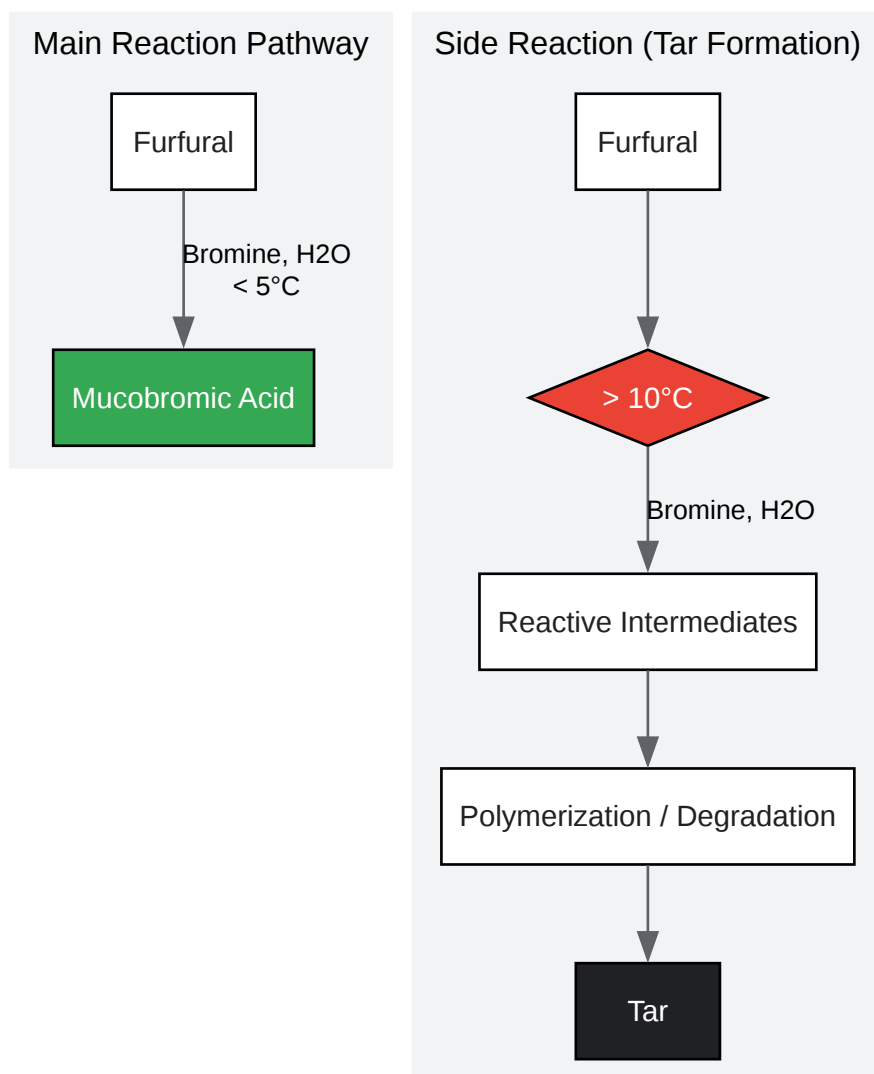 Main Reaction Pathway
Furfural
Bromine, H2O
< 5°C
Mucobromic Acid
Side Reaction (Tar Formation)
Furfural
> 10°C
Bromine, H2O
Reactive Intermediates
Polymerization / Degradation
Tar